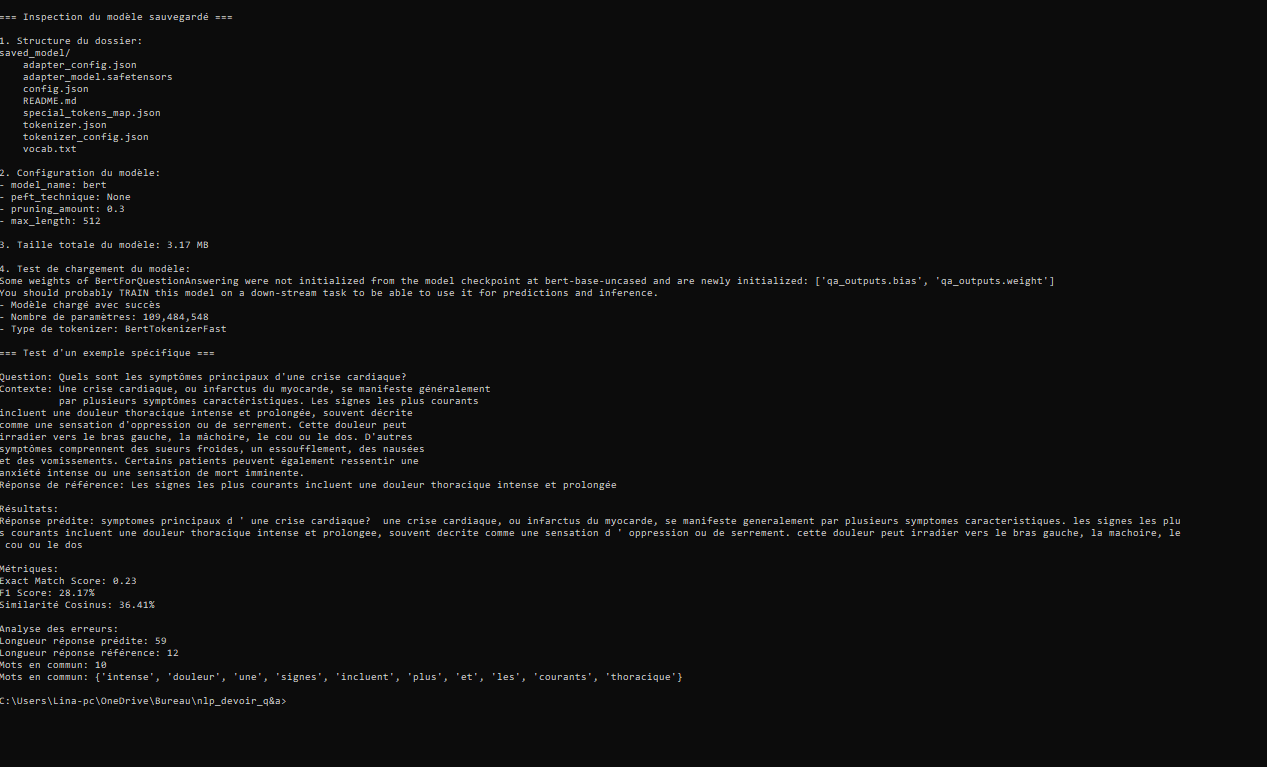 === Inspection du modèle sauvegardé ===
1. Structure du dossier:
saved_model/
adapter_config.json
adapter_model.safetensors
config.json
README.md
special_tokens_map.json
tokenizer.json
tokenizer_config.json
vocab.txt
2. Configuration du modèle:
- model_name: bert
- peft_technique: None
- pruning_amount: 0.3
- max_length: 512
3. Taille totale du modèle: 3.17 MB
4. Test de chargement du modèle:
Some weights of BertForQuestionAnswering were not initialized from the model checkpoint at bert-base-uncased and are newly initialized: ['qa_outputs.bias', 'qa_outputs.weight']
You should probably TRAIN this model on a down-stream task to be able to use it for predictions and inference.
- Modèle chargé avec succès
- Nombre de paramètres: 109,484,548
- Type de tokenizer: BertTokenizerFast
=== Test d'un exemple spécifique ===
Question: Quels sont les symptômes principaux d'une crise cardiaque?
Contexte: Une crise cardiaque, ou infarctus du myocarde, se manifeste généralement
par plusieurs symptômes caractéristiques. Les signes les plus courants
incluent une douleur thoracique intense et prolongée, souvent décrite
comme une sensation d'oppression ou de serrement. Cette douleur peut
irradier vers le bras gauche, la mâchoire, le cou ou le dos. D'autres
symptômes comprennent des sueurs froides, un essoufflement, des nausées
et des vomissements. Certains patients peuvent également ressentir une
anxiété intense ou une sensation de mort imminente.
Réponse de référence: Les signes les plus courants incluent une douleur thoracique intense et prolongée
Résultats:
Réponse prédite: symptomes principaux d ' une crise cardiaque?  une crise cardiaque, ou infarctus du myocarde, se manifeste generalement par plusieurs symptomes caracteristiques. les signes les plu
s courants incluent une douleur thoracique intense et prolongee, souvent decrite comme une sensation d ' oppression ou de serrement. cette douleur peut irradier vers le bras gauche, la machoire, le
cou ou le dos
Métriques:
Exact Match Score: 0.23
F1 Score: 28.17%
Similarité Cosinus: 36.41%
Analyse des erreurs:
Longueur réponse prédite: 59
Longueur réponse référence: 12
Mots en commun: 10
Mots en commun: {'intense', 'douleur', 'une', 'signes', 'incluent', 'plus', 'et', 'les', 'courants', 'thoracique'}
C:\Users\Lina-pc\OneDrive\Bureau\nlp_devoir_q&a>